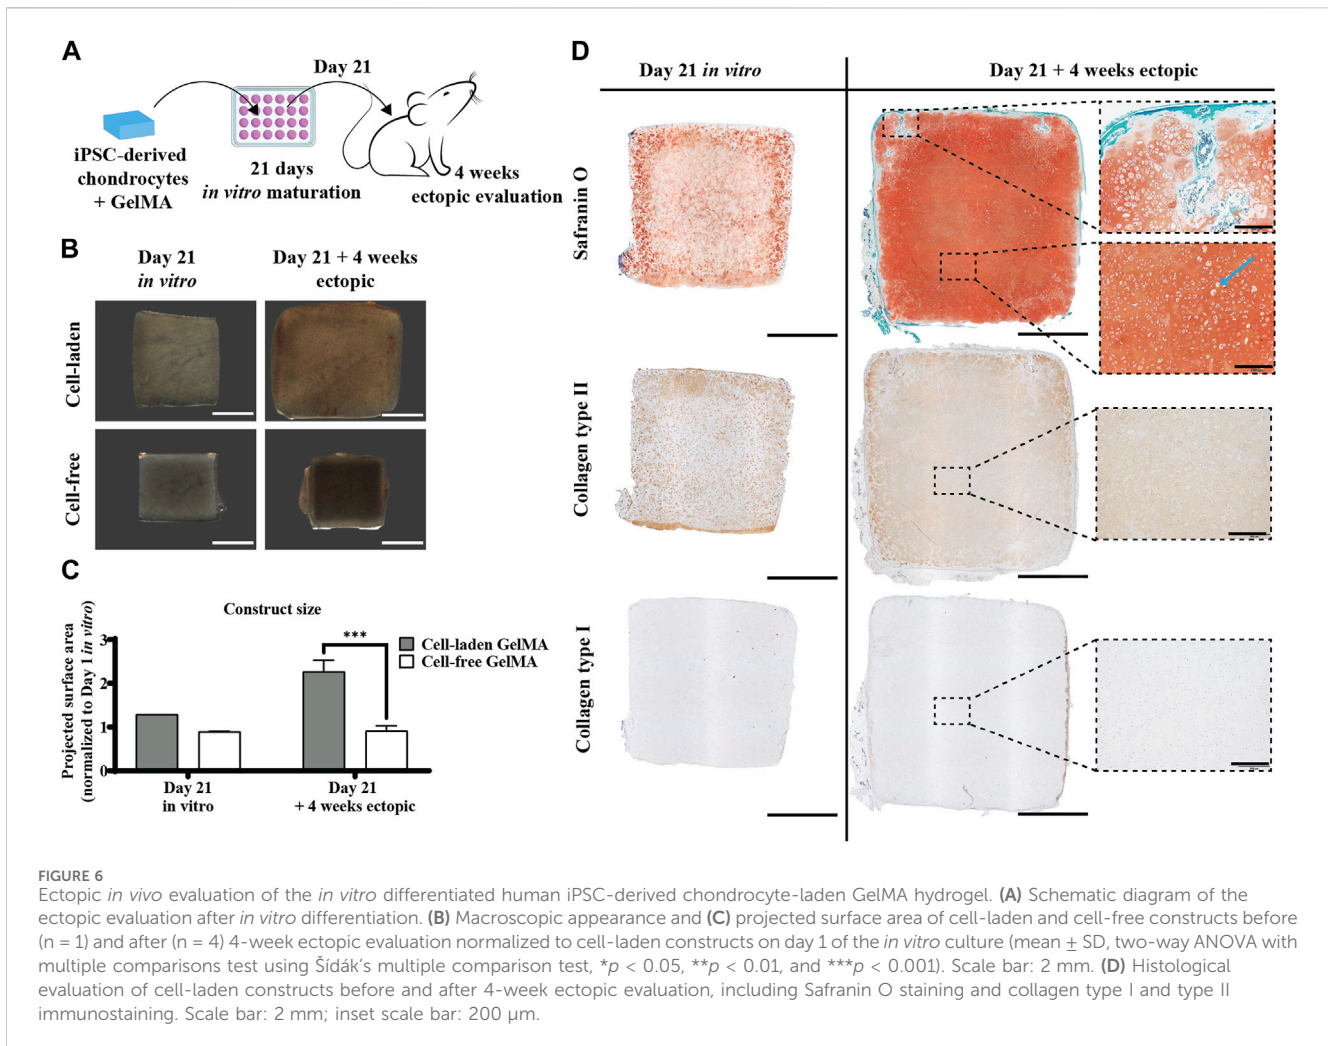 A
Day 21
iPSC-derived
chondrocytes
+ GelMA
21 days
in vitro maturation
4 weeks
ectopic evaluation
B
Day 21
in vitro
Day 21 + 4 weeks
ectopic
Cell-laden
Cell-free
C
Construct size
Projected surface area
(normalized to Day 1 in vitro)
3
2
1
0
***
Cell-laden GelMA
Cell-free GelMA
Day 21
in vitro
Day 21
+ 4 weeks ectopic
D
Day 21 in vitro
Day 21 + 4 weeks ectopic
Safranin O
Collagen type II
Collagen type I
FIGURE 6
Ectopic in vivo evaluation of the in vitro differentiated human iPSC-derived chondrocyte-laden GelMA hydrogel. (A) Schematic diagram of the
ectopic evaluation after in vitro differentiation. (B) Macroscopic appearance and (C) projected surface area of cell-laden and cell-free constructs before
(n = 1) and after (n = 4) 4-week ectopic evaluation normalized to cell-laden constructs on day 1 of the in vitro culture (mean ± SD, two-way ANOVA with
multiple comparisons test using Šídák's multiple comparison test, *p < 0.05, **p < 0.01, and ***p < 0.001). Scale bar: 2 mm. (D) Histological
evaluation of cell-laden constructs before and after 4-week ectopic evaluation, including Safranin O staining and collagen type I and type II
immunostaining. Scale bar: 2 mm; inset scale bar: 200 µm.